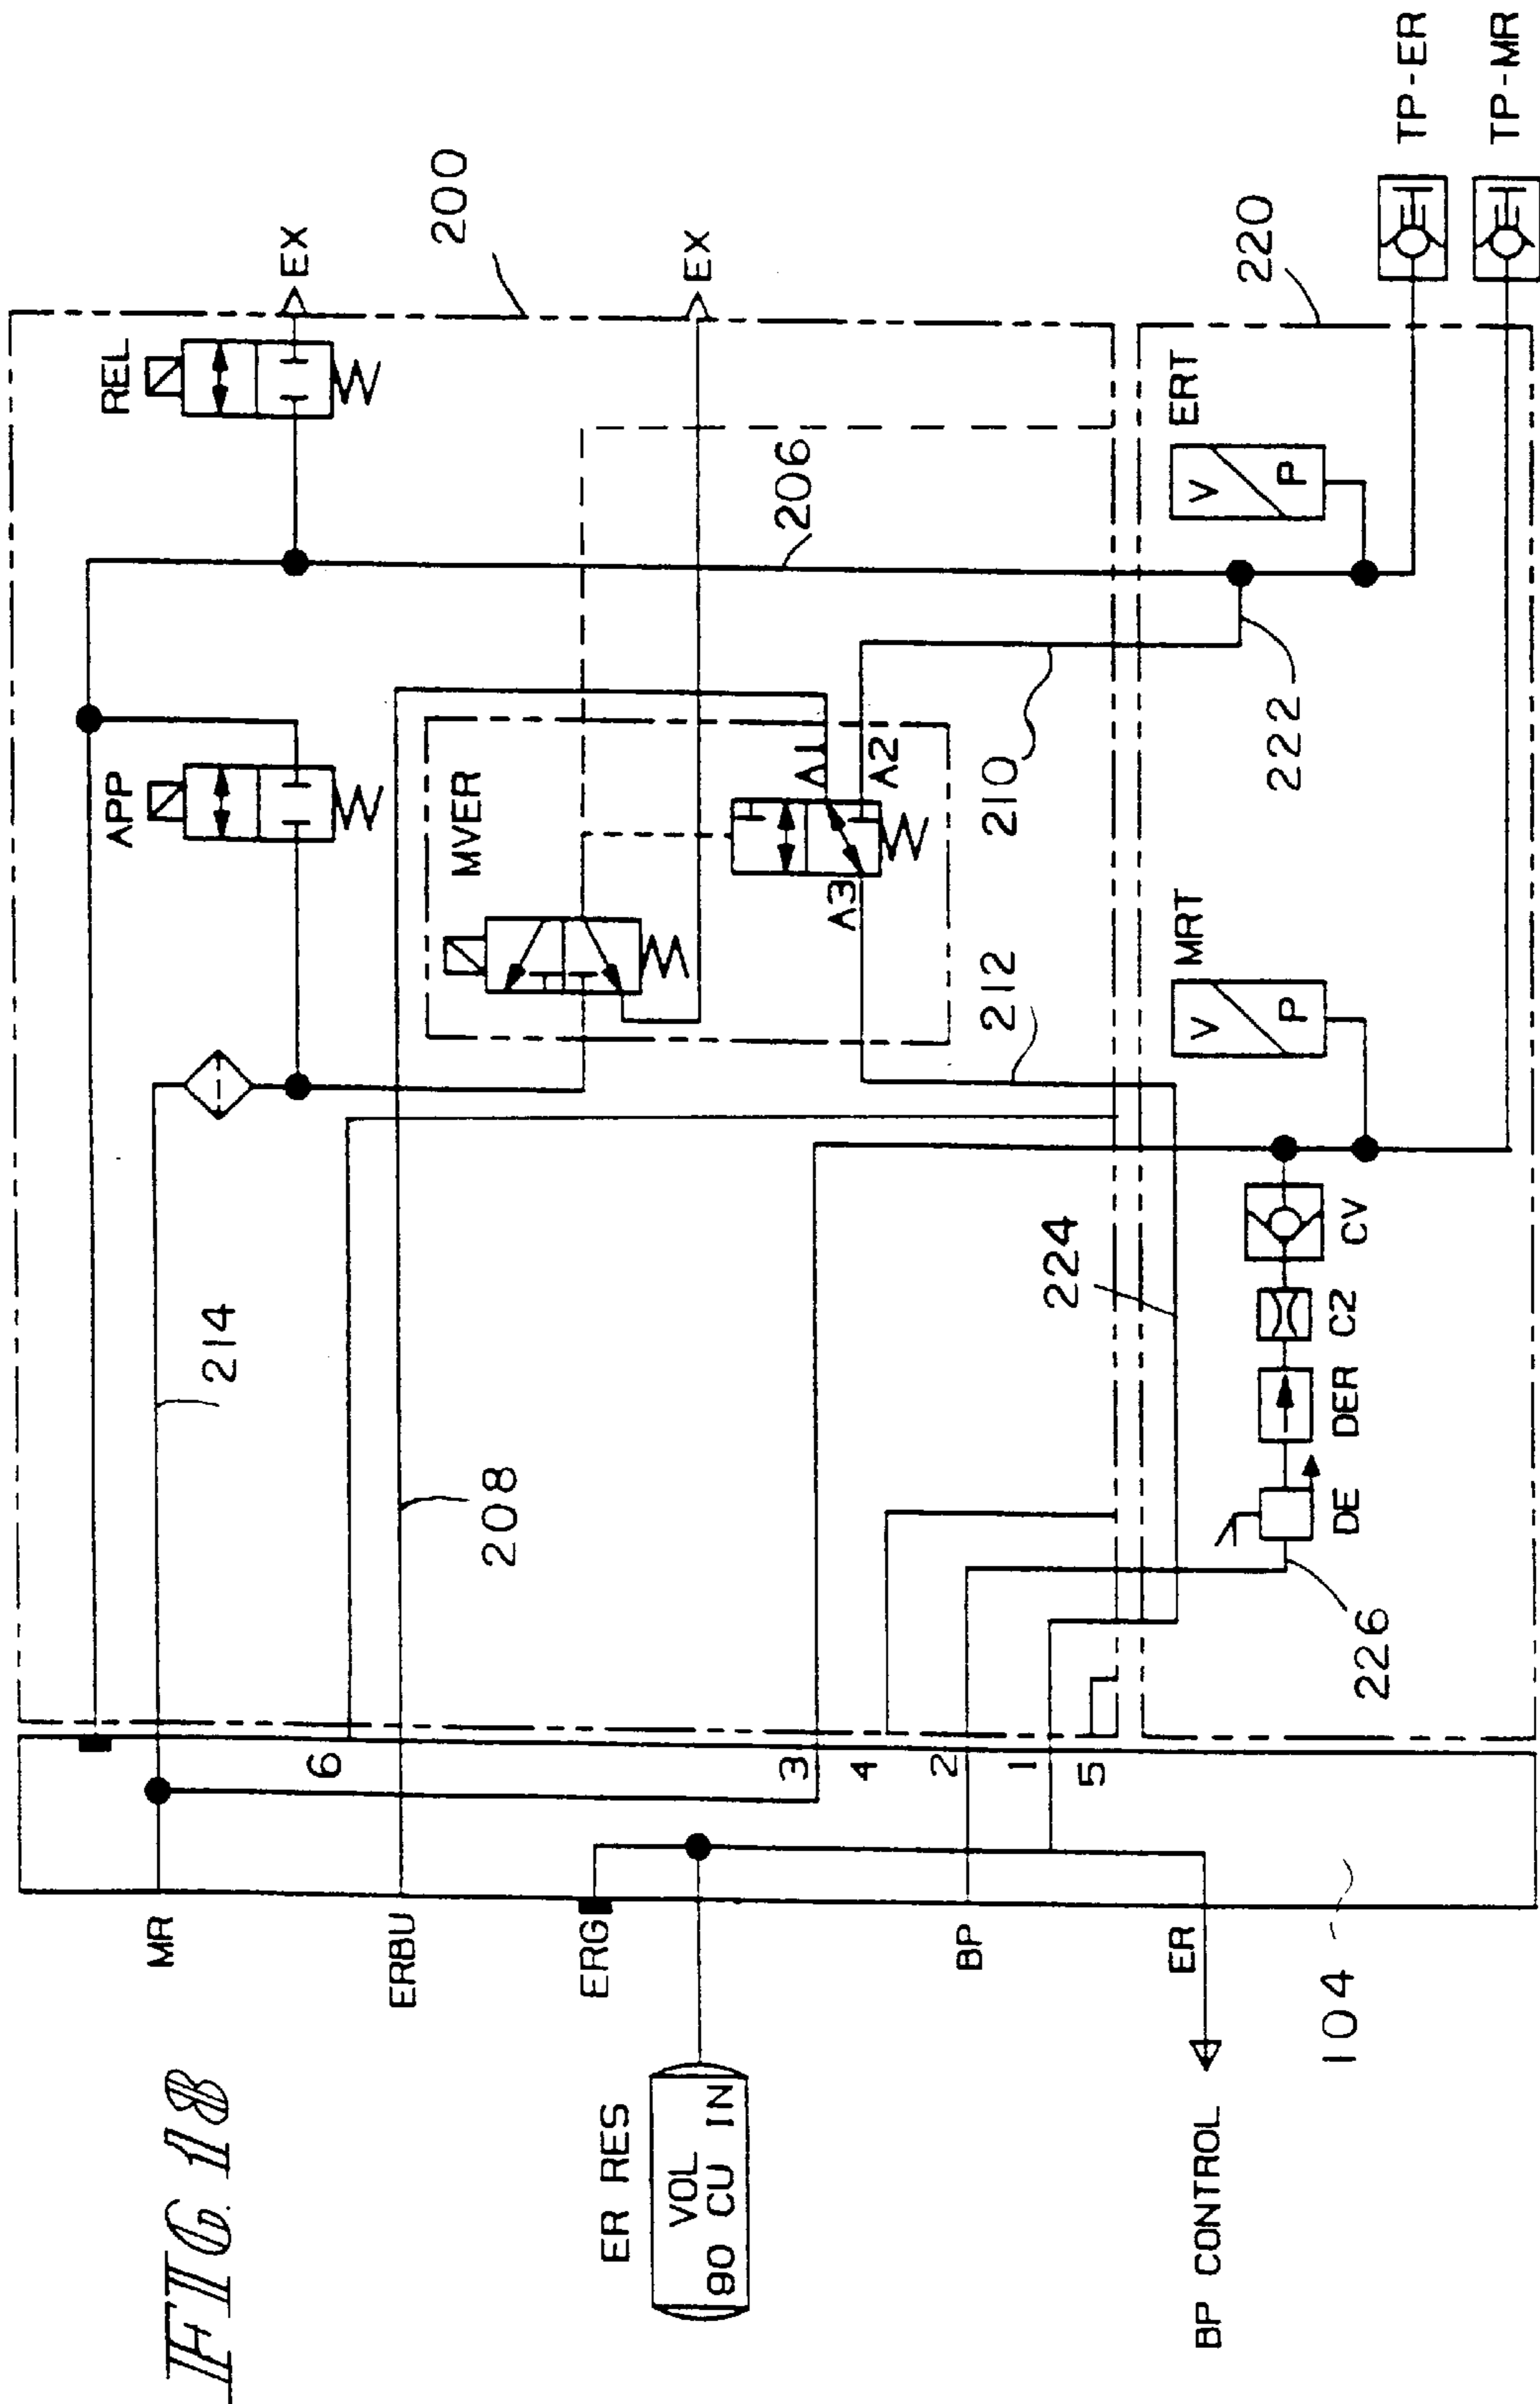 FIG. 18
REL
APP
MR
EX
214
6
200
ERBU
MVER
208
ER RES
ERG
VOL
90 CU IN
EX
206
3
A1
A3
A2
4
BP
2
210
212
1
224
5
ER
MRT
ERT
BP CONTROL
V
P
V
P
220
222
104
DE
DER
C2
CV
226
TP-ER
TP-MR